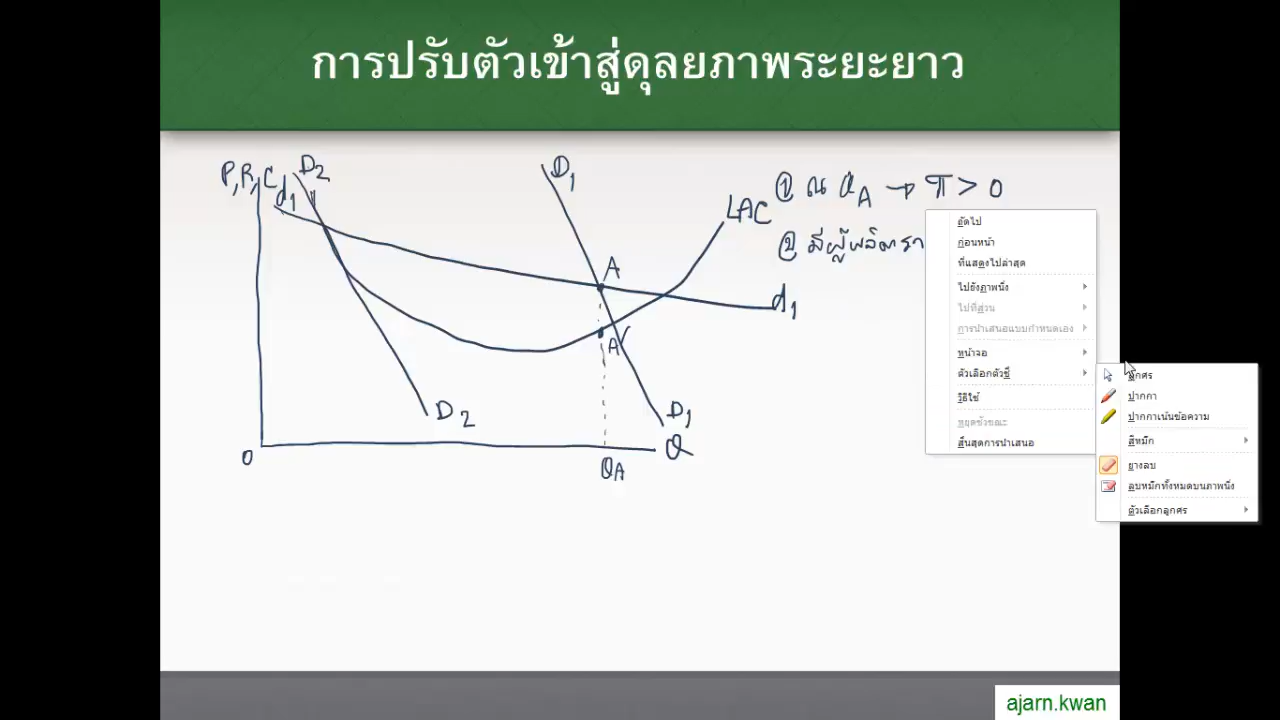 การปรับตัวเข้าสู่ดุลยภาพระยะยาว
P,R,C
d1
D2
D1
LAC
A
d1
A'
D2
D1
O
QA
Q
① ณ QA → π > 0
② มีผู้ผลิตรา
ถัดไป
ก่อนหน้า
ที่แสดงไปล่าสุด
ไปยังภาพนิ่ง
ไปที่ส่วน
การนำเสนอแบบกำหนดเอง
หน้าจอ
ตัวเลือกตัวชี้
วิธีใช้
หยุดชั่วขณะ
สิ้นสุดการนำเสนอ
ลูกศร
ปากกา
ปากกาเน้นข้อความ
สีหมึก
ยางลบ
ลบหมึกทั้งหมดบนภาพนิ่ง
ตัวเลือกลูกศร
ajarn.kwan